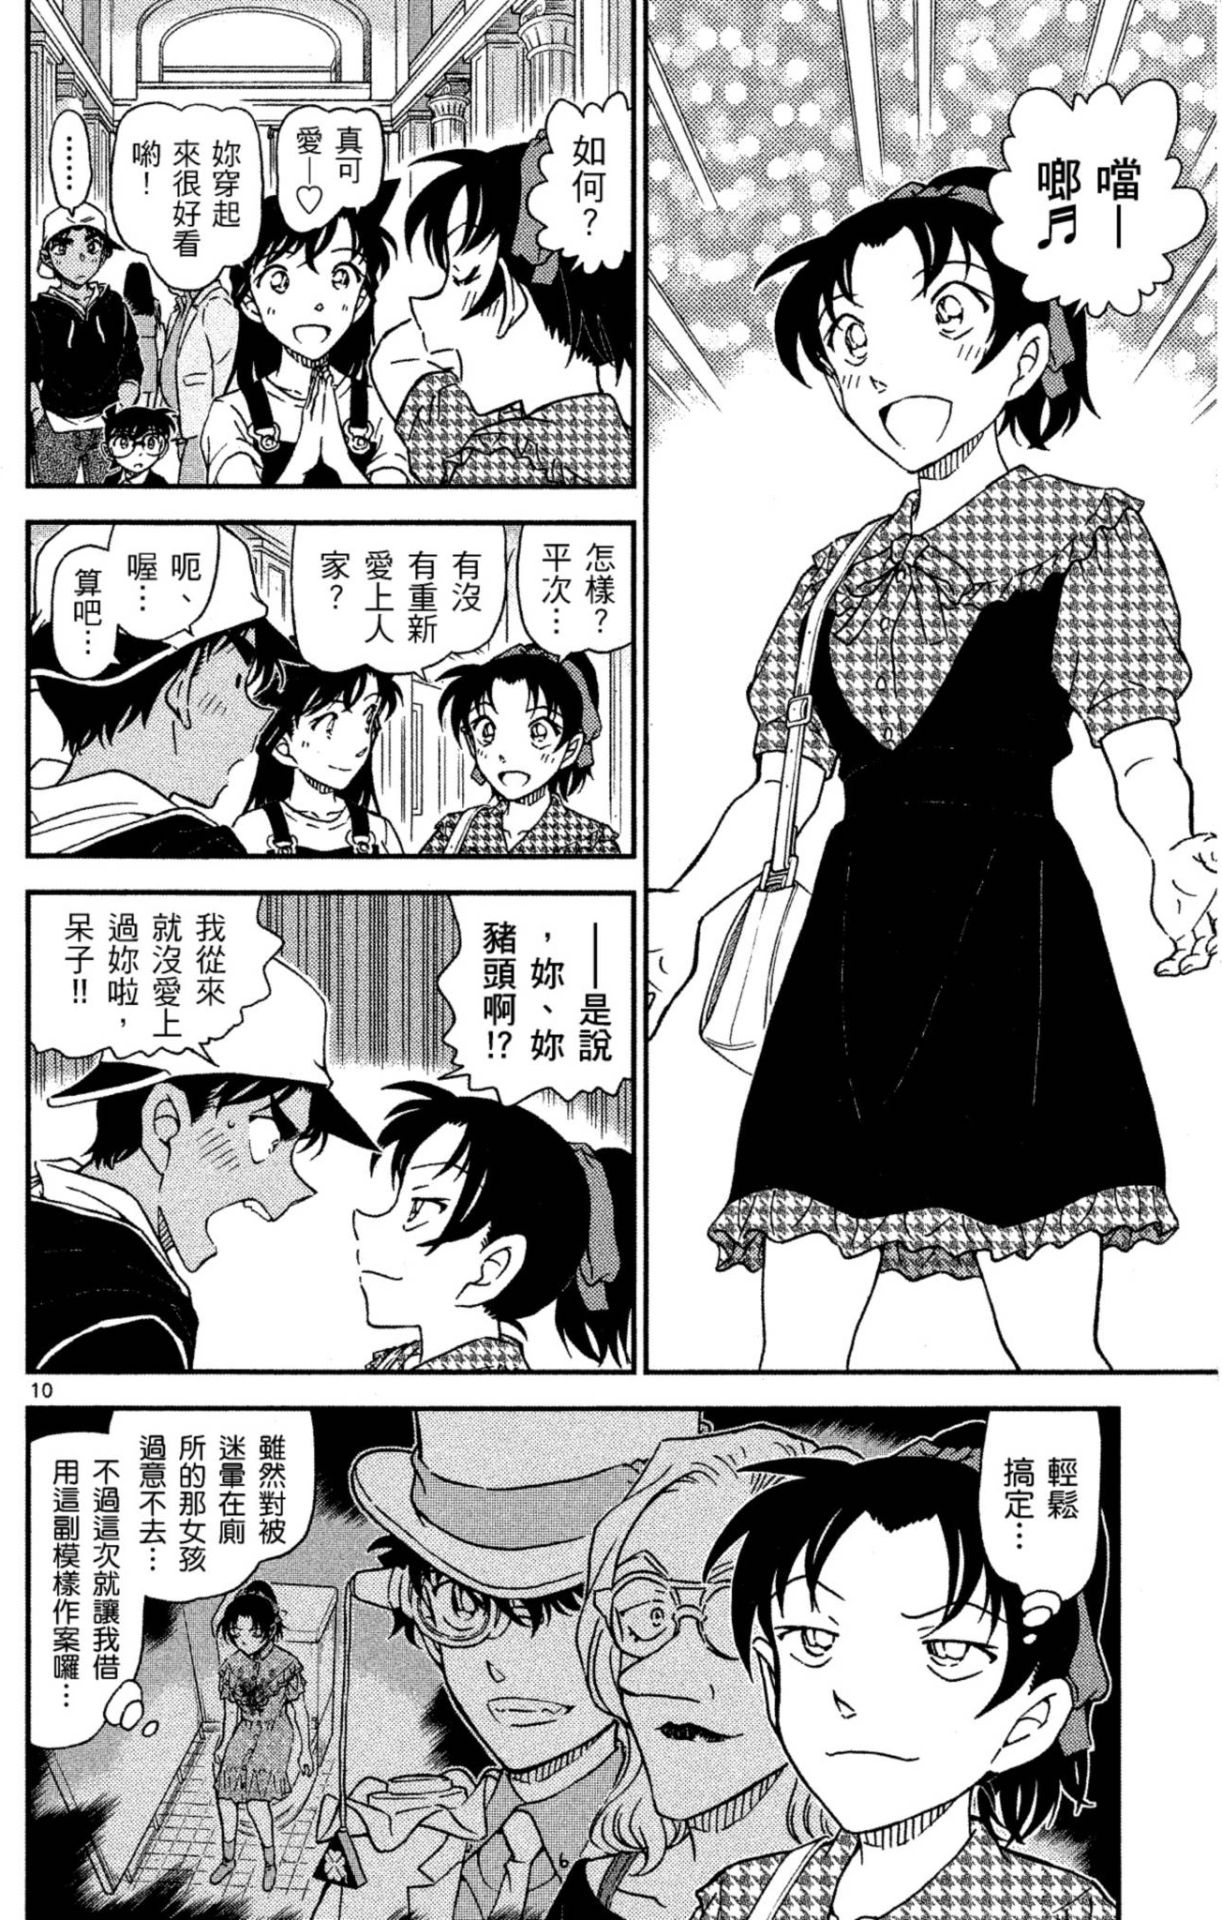 噹—
啷♬
如何？
真可
愛—♡
妳穿起
來很好看
喲！
……
怎樣？
平次…
有沒
有重新
愛上人
家？
呃、
喔…
算吧…
——是說
，妳、妳
豬頭啊!?
我從來
就沒愛上
過妳啦，
呆子!!
10
輕鬆
搞定…
雖然對被
迷暈在廁
所的那女孩
過意不去…
不過這次就讓我借
用這副模樣作案囉…